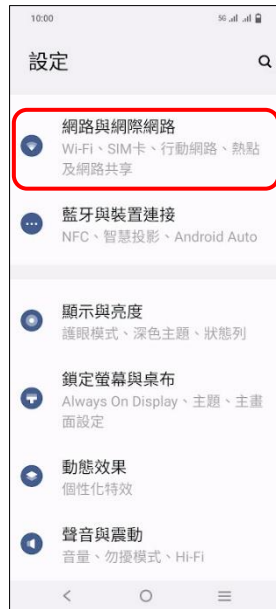 10:00
5G
設定
網路與網際網路
Wi-Fi、SIM卡、行動網路、熱點
及網路共享
藍牙與裝置連接
NFC、智慧投影、Android Auto
顯示與亮度
護眼模式、深色主題、狀態列
鎖定螢幕與桌布
Always On Display、主題、主畫
面設定
動態效果
個性化特效
聲音與震動
音量、勿擾模式、Hi-Fi